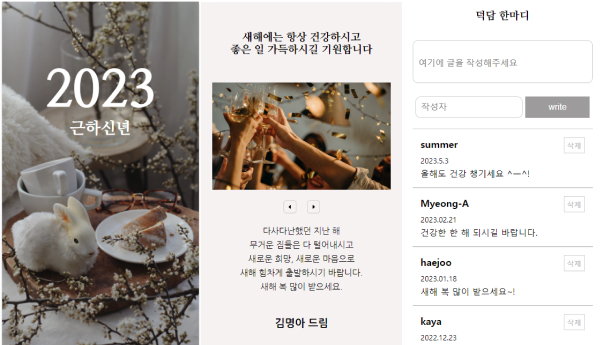 2023
근하신년
새해에는 항상 건강하시고
좋은 일 가득하시길 기원합니다
다사다난했던 지난 해
무거운 짐들은 다 털어내시고
새로운 희망, 새로운 마음으로
새해 힘차게 출발하시기 바랍니다.
새해 복 많이 받으세요.
김명아 드림
덕담 한마디
여기에 글을 작성해주세요
작성자
write
summer
삭제
2023.5.3
올해도 건강 챙기세요 ^ㅡ^!
Myeong-A
삭제
2023.02.21
건강한 한 해 되시길 바랍니다.
haejoo
삭제
2023.01.18
새해 복 많이 받으세요~!
kaya
삭제
2022.12.23